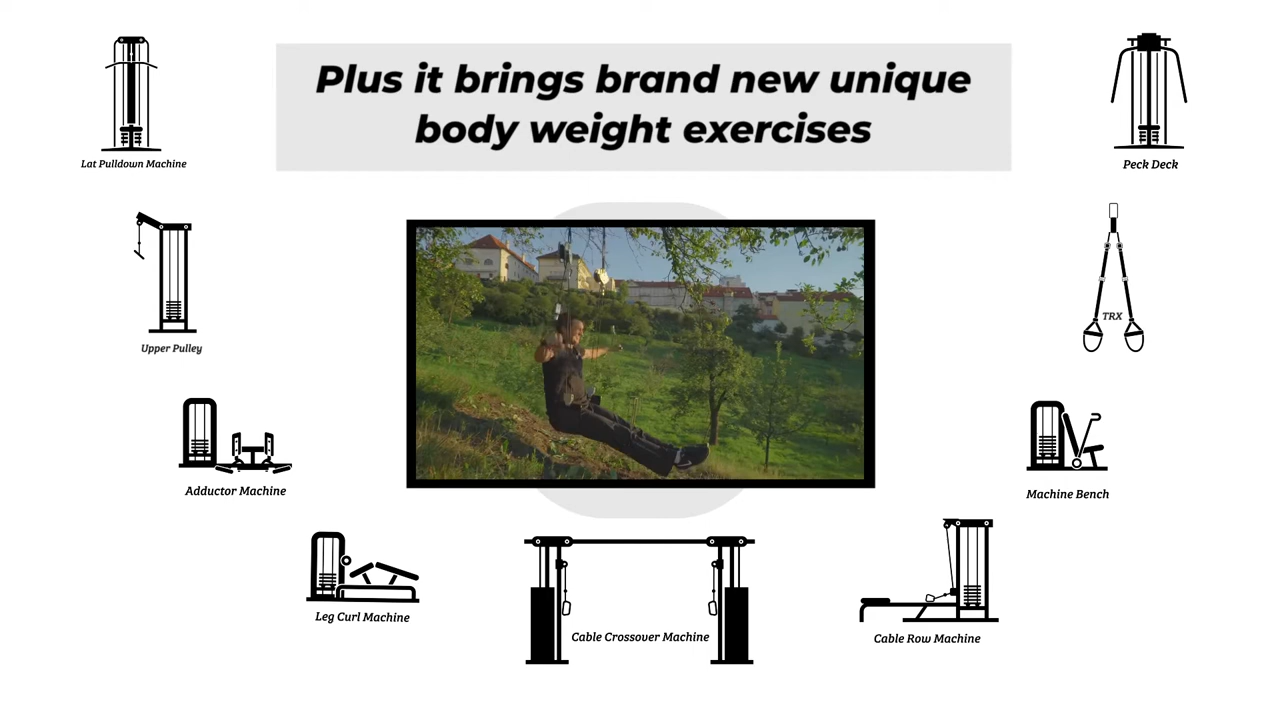 Plus it brings brand new unique
body weight exercises
Lat Pulldown Machine
Peck Deck
Upper Pulley
TRX
Adductor Machine
Machine Bench
Leg Curl Machine
Cable Crossover Machine
Cable Row Machine